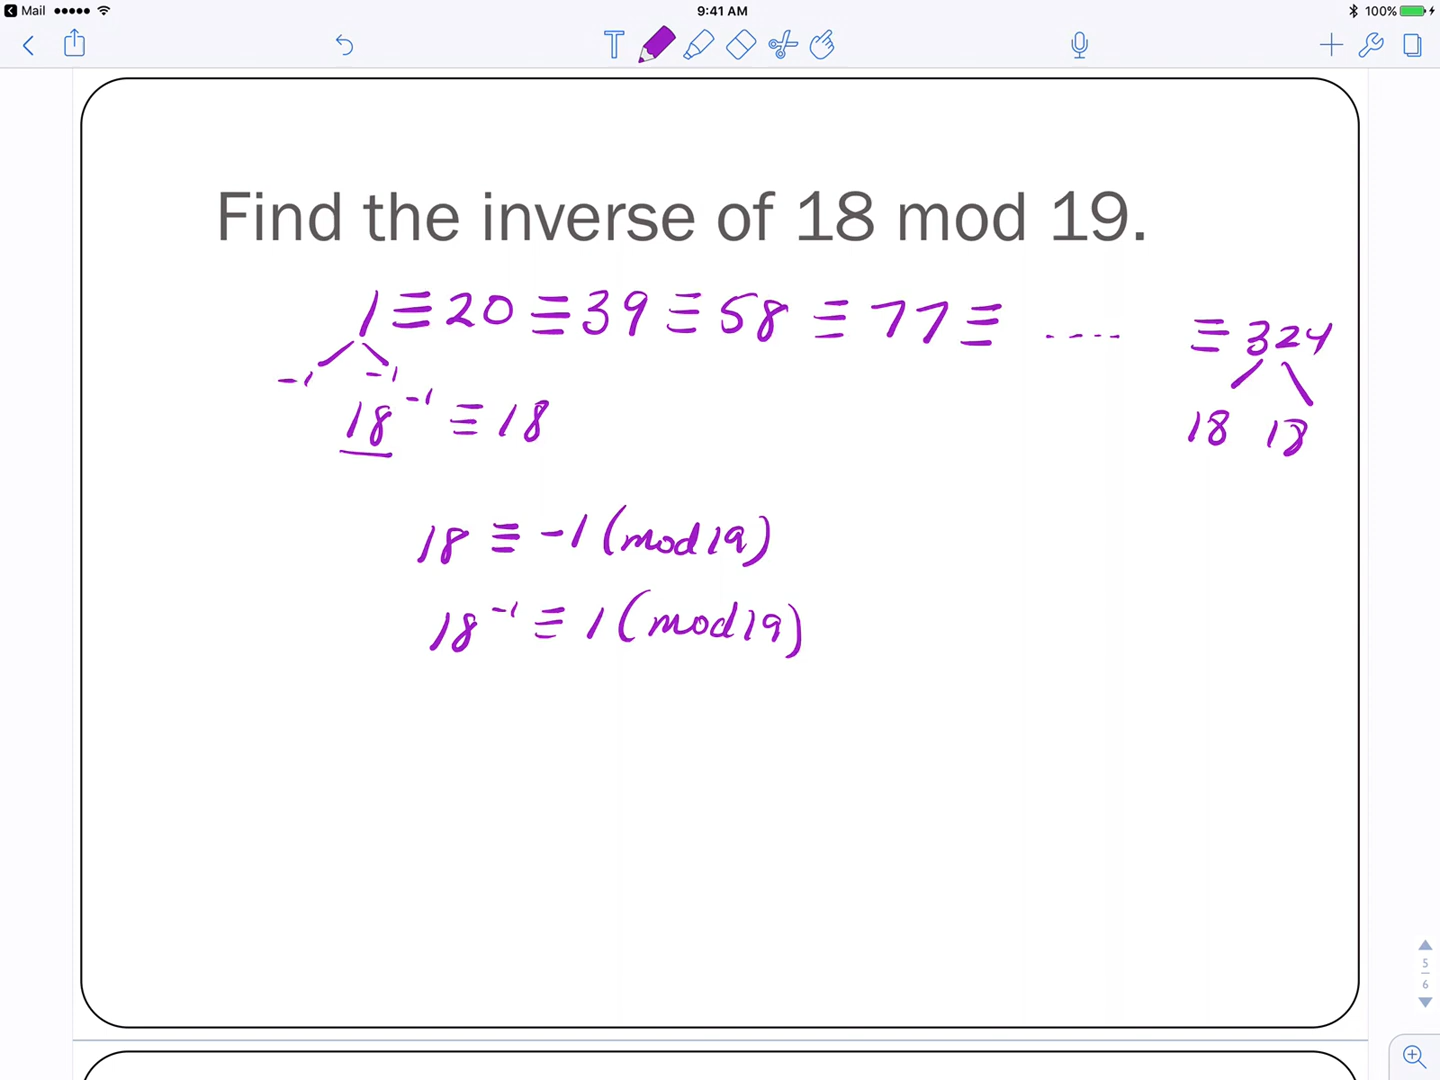 Mail 9:41 AM 100%
T
Find the inverse of 18 mod 19.
1 ≡ 20 ≡ 39 ≡ 58 ≡ 77 ≡ ..... ≡ 324
-1 -1
18⁻¹ ≡ 18
18 18
18 ≡ -1 (mod 19)
18⁻¹ ≡ 1 (mod 19)
5
6